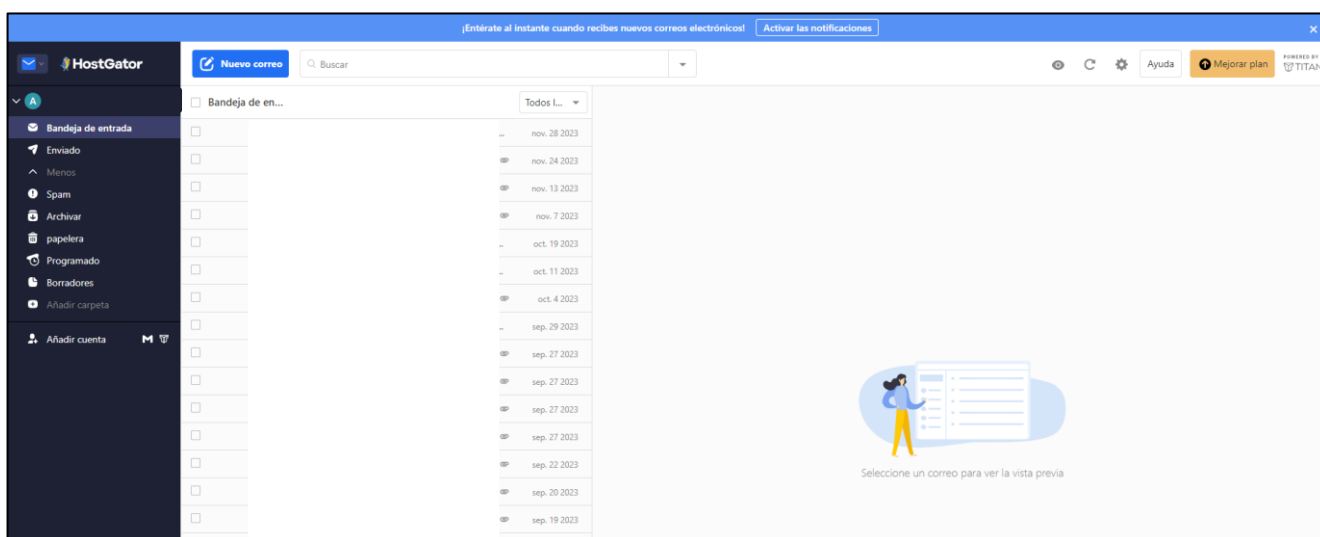 ¡Entérate al instante cuando recibes nuevos correos electrónicos! Activar las notificaciones
HostGator
Nuevo correo
Buscar
Ayuda
Mejorar plan
POWERED BY
TITAN
A
Bandeja de entrada
Enviado
Menos
Spam
Archivar
papelera
Programado
Borradores
Añadir carpeta
Añadir cuenta
Bandeja de en... Todos l...
... nov. 28 2023
nov. 24 2023
nov. 13 2023
nov. 7 2023
... oct. 19 2023
... oct. 11 2023
oct. 4 2023
... sep. 29 2023
sep. 27 2023
sep. 27 2023
sep. 27 2023
sep. 27 2023
sep. 22 2023
sep. 20 2023
sep. 19 2023
Seleccione un correo para ver la vista previa